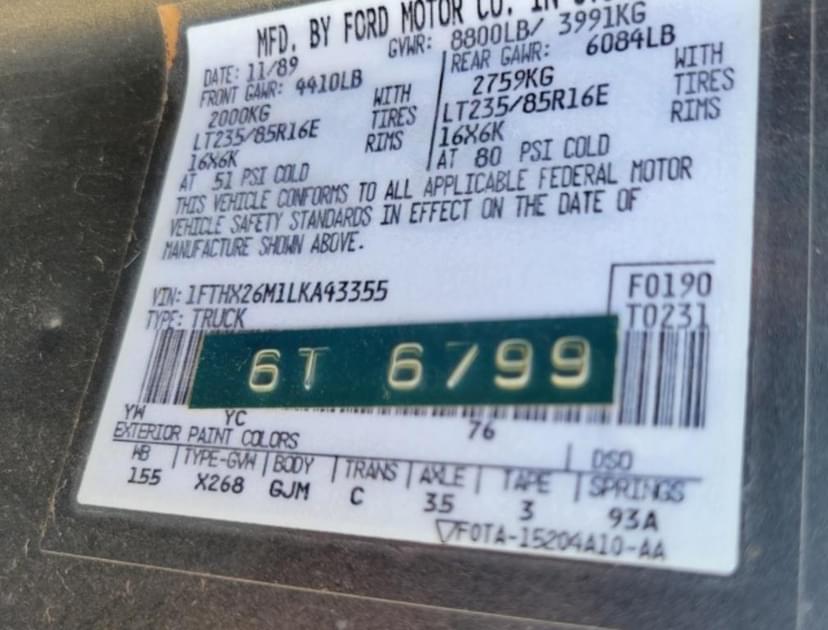 MFD. BY FORD MOTOR CO. IN
DATE: 11/89 GVWR: 8800LB/ 3991KG
FRONT GAWR: 4410LB REAR GAWR: 6084LB
2000KG WITH 2759KG WITH
LT235/85R16E TIRES LT235/85R16E TIRES
16X6K RIMS 16X6K RIMS
AT 51 PSI COLD AT 80 PSI COLD
THIS VEHICLE CONFORMS TO ALL APPLICABLE FEDERAL MOTOR
VEHICLE SAFETY STANDARDS IN EFFECT ON THE DATE OF
MANUFACTURE SHOWN ABOVE.
VIN: 1FTHX26M1LKA43355 F0190
TYPE: TRUCK T0231
6T 6799
YW YC 76
EXTERIOR PAINT COLORS DSO
WB TYPE-GVW BODY TRANS AXLE TAPE SPRINGS
155 X268 GJM C 35 3 93A
F0TA-15204A10-AA